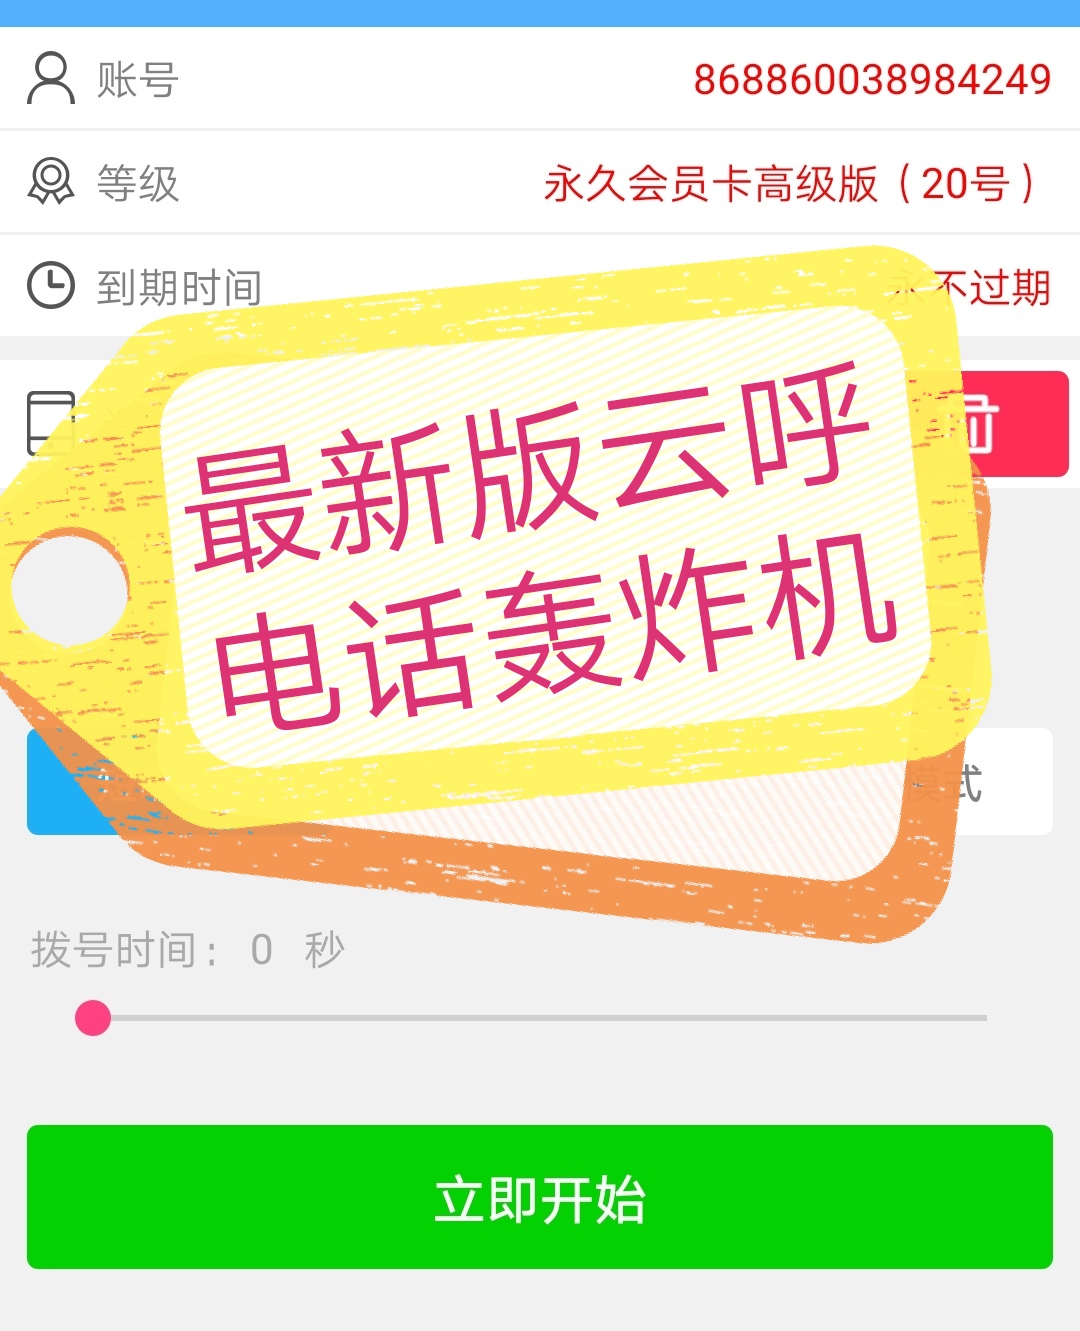 账号 868860038984249
等级 永久会员卡高级版（20号）
到期时间 永不过期
最新版云呼
电话轰炸机
模式
拨号时间： 0 秒
立即开始